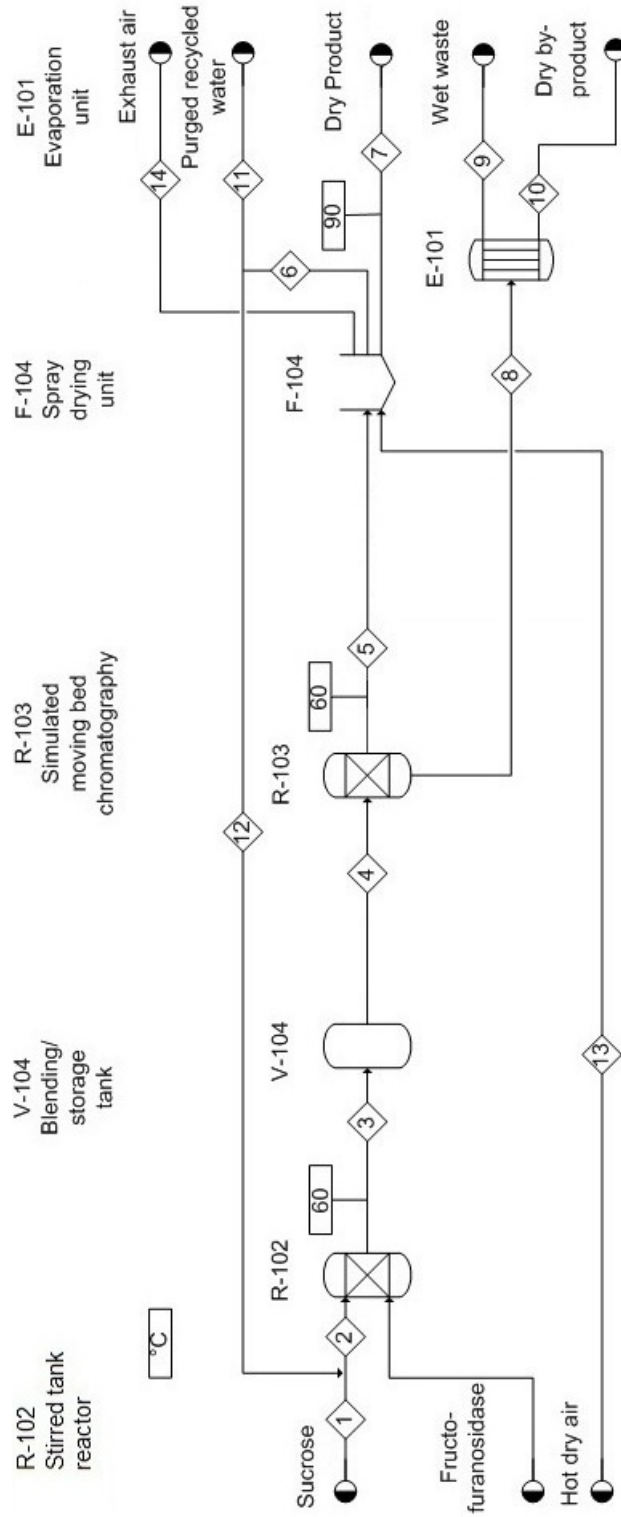 R-102
Stirred tank
reactor
V-104
Blending/
storage
tank
R-103
Simulated
moving bed
chromatography
F-104
Spray
drying
unit
E-101
Evaporation
unit
°C
Exhaust air
14
Purged recycled
water
11
12
6
Sucrose
1
2
R-102
60
3
V-104
4
R-103
60
5
F-104
90
7
Dry Product
Fructo-
furanosidase
8
E-101
9
Wet waste
10
Dry by-
product
Hot dry air
13